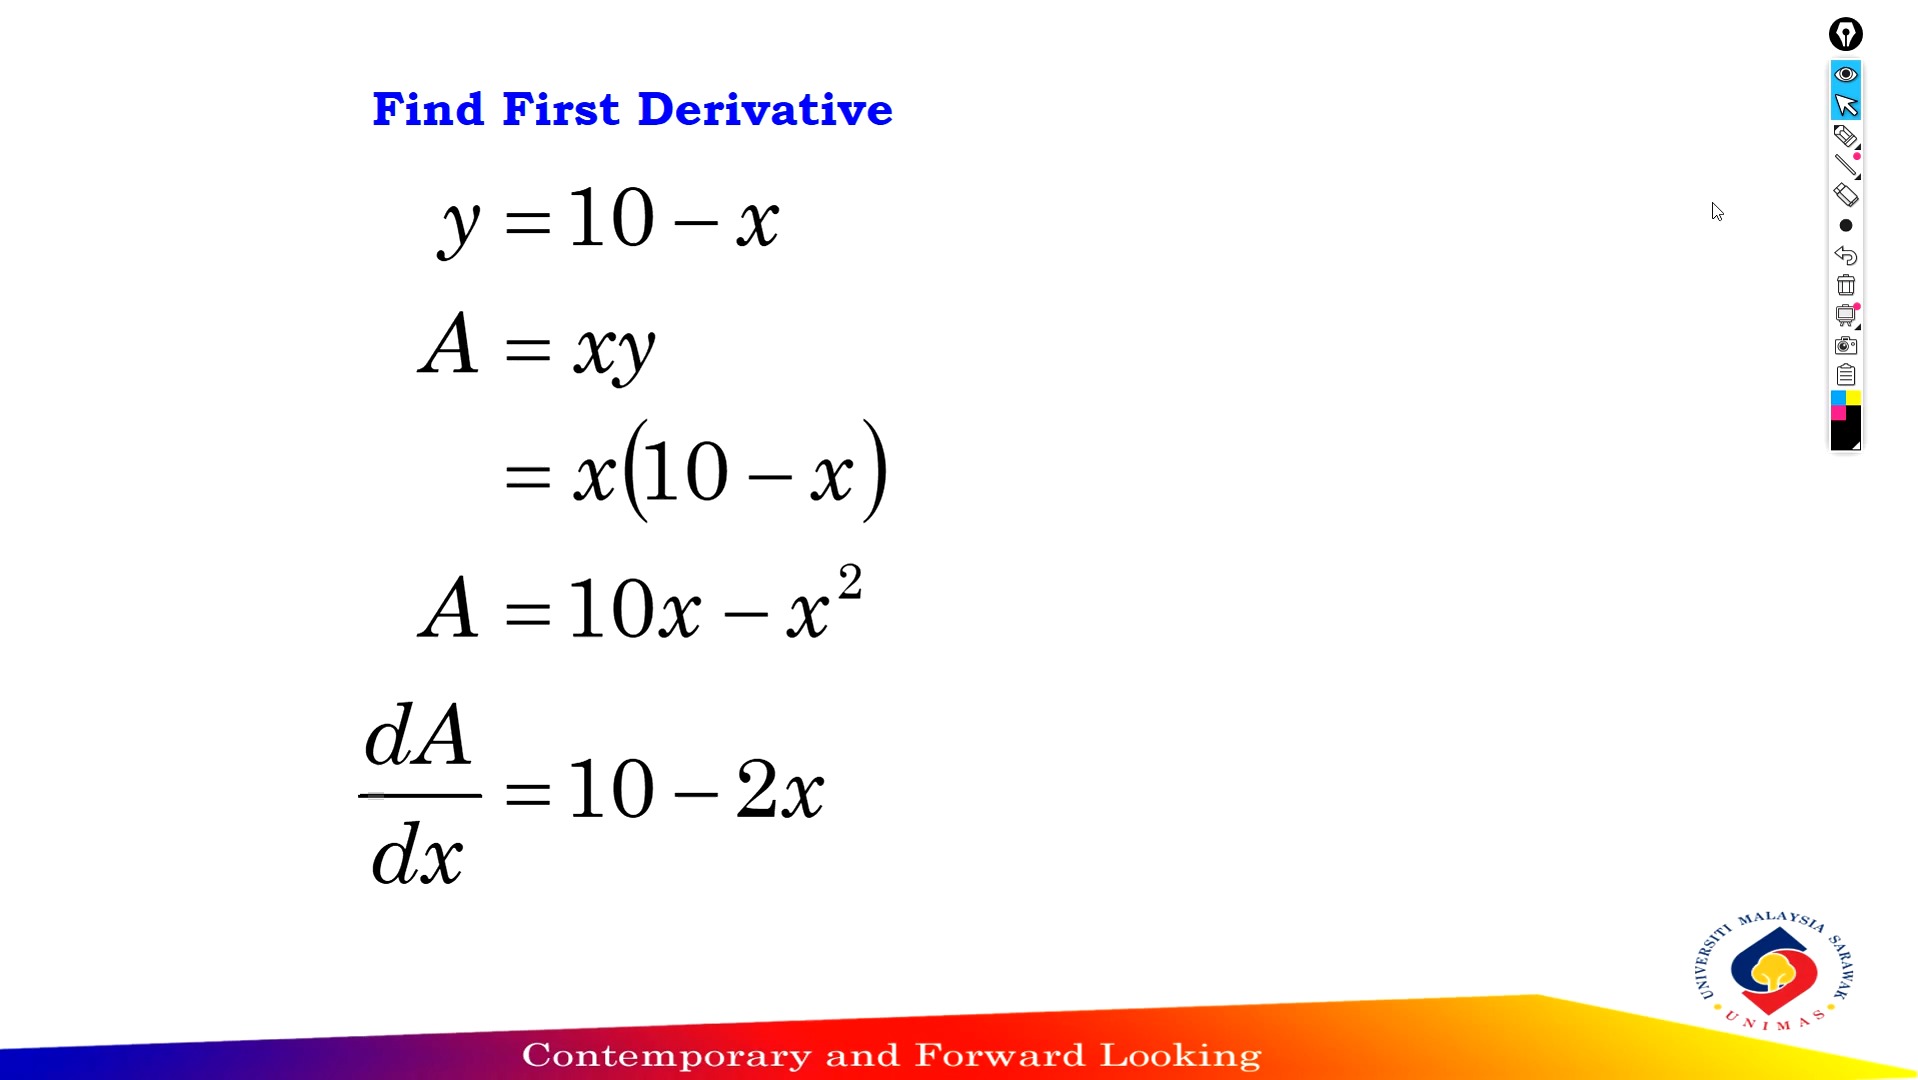 Find First Derivative
y = 10 − x
A = xy
= x(10 − x)
A = 10x − x²
dA/dx = 10 − 2x
UNIVERSITI MALAYSIA SARAWAK
UNIMAS
Contemporary and Forward Looking